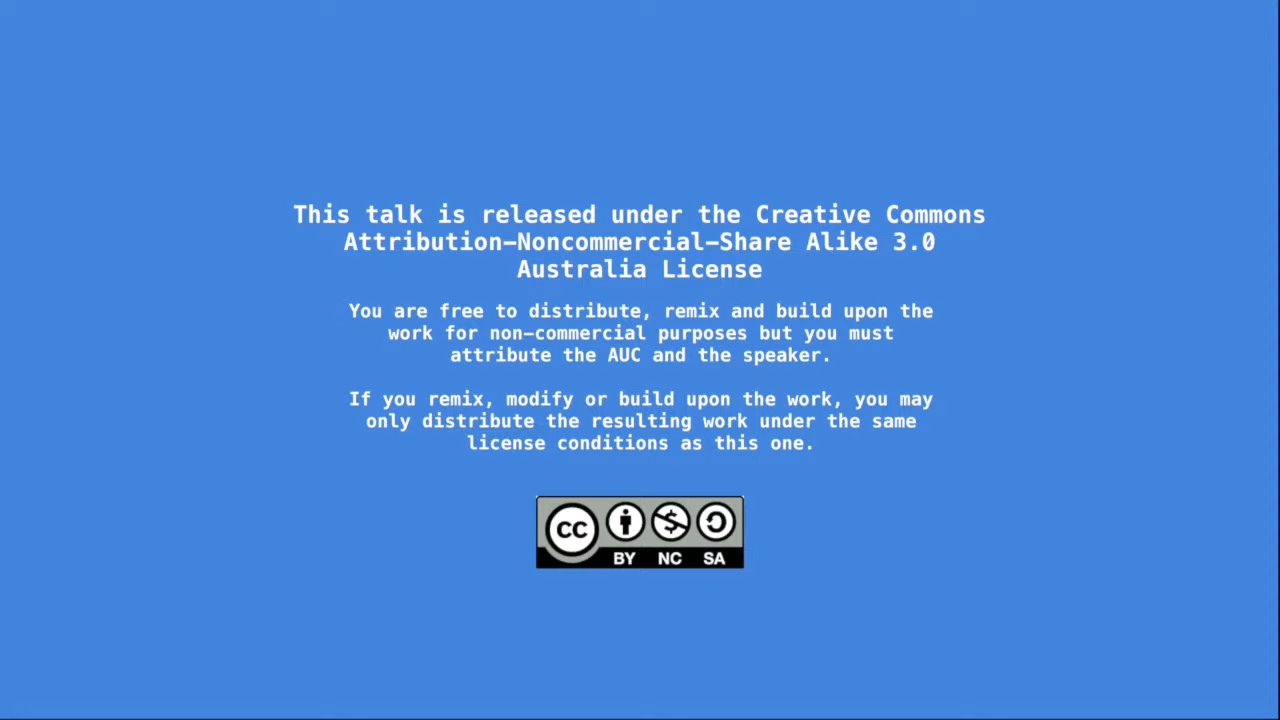 This talk is released under the Creative Commons
Attribution–Noncommercial–Share Alike 3.0
Australia License
You are free to distribute, remix and build upon the
work for non–commercial purposes but you must
attribute the AUC and the speaker.
If you remix, modify or build upon the work, you may
only distribute the resulting work under the same
license conditions as this one.
CC
BY NC SA